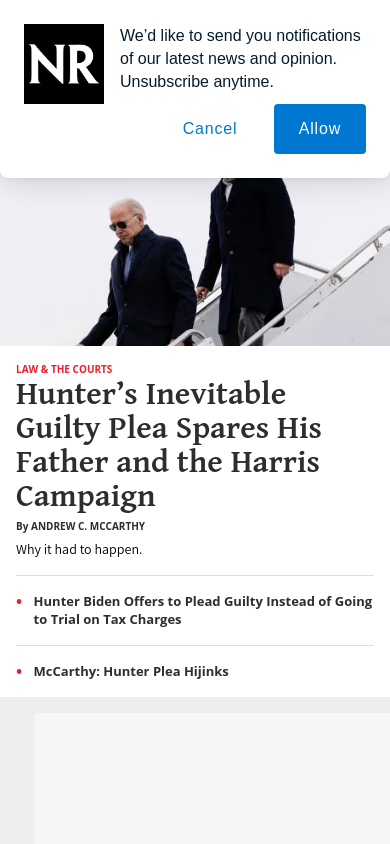 NR
We’d like to send you notifications
of our latest news and opinion.
Unsubscribe anytime.
Cancel
Allow
LAW & THE COURTS
Hunter’s Inevitable
Guilty Plea Spares His
Father and the Harris
Campaign
By ANDREW C. MCCARTHY
Why it had to happen.
Hunter Biden Offers to Plead Guilty Instead of Going
to Trial on Tax Charges
McCarthy: Hunter Plea Hijinks